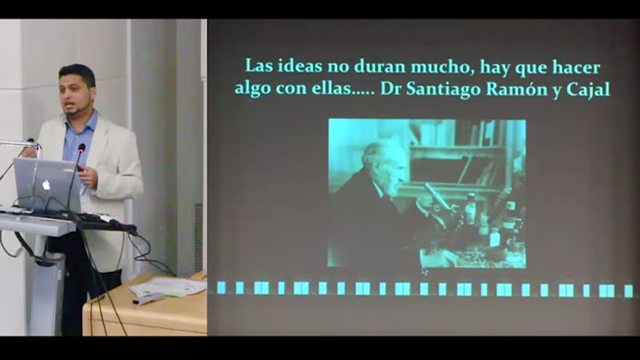 Las ideas no duran mucho, hay que hacer
algo con ellas..... Dr Santiago Ramón y Cajal